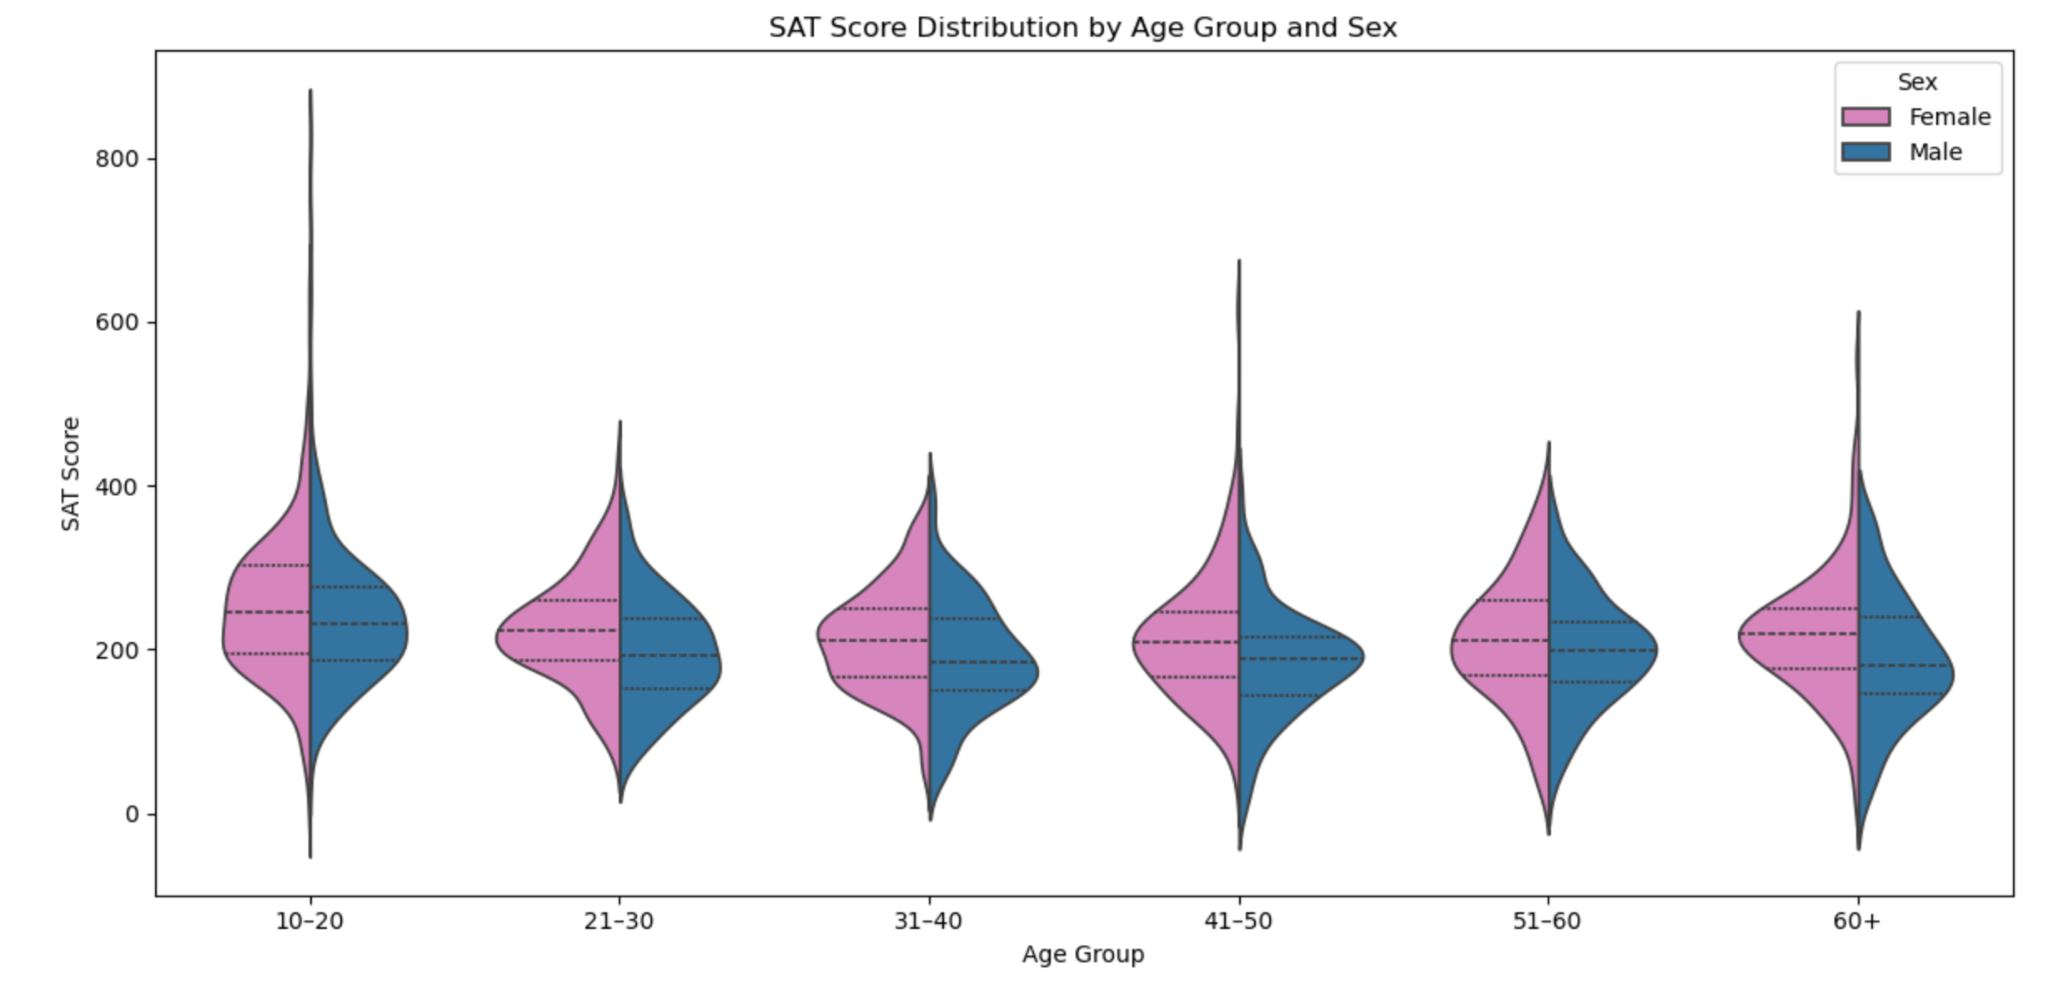 SAT Score Distribution by Age Group and Sex
Sex
Female
Male
800
600
400
200
0
SAT Score
10–20
21–30
31–40
41–50
51–60
60+
Age Group